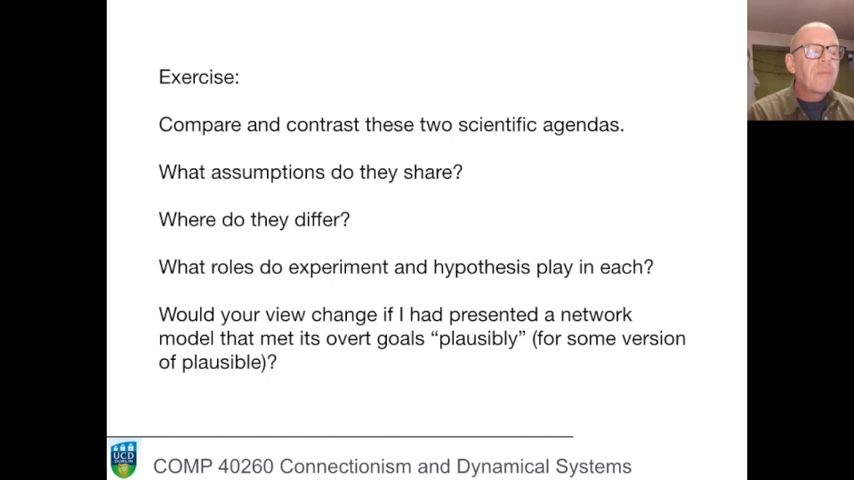 Exercise:
Compare and contrast these two scientific agendas.
What assumptions do they share?
Where do they differ?
What roles do experiment and hypothesis play in each?
Would your view change if I had presented a network
model that met its overt goals “plausibly” (for some version
of plausible)?
UCD
DUBLIN
COMP 40260 Connectionism and Dynamical Systems